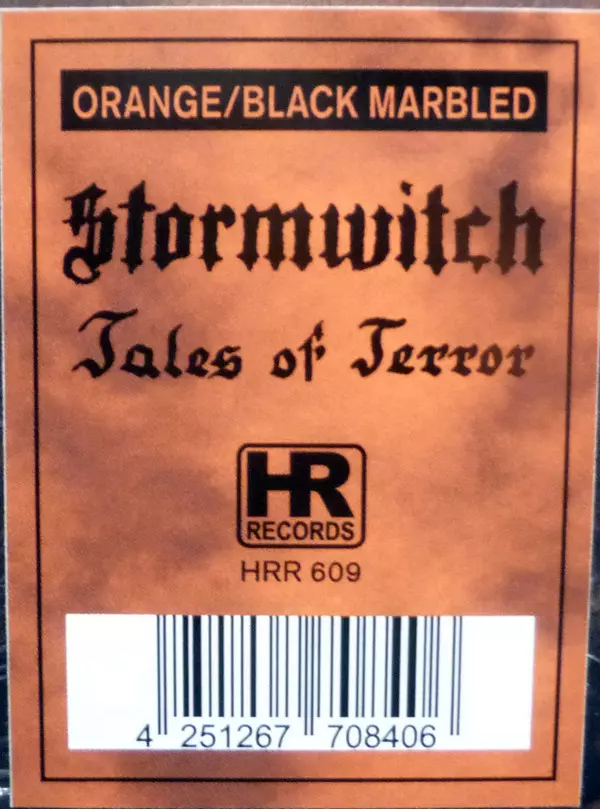 ORANGE/BLACK MARBLED
Stormwitch
Tales of Terror
HR
RECORDS
HRR 609
4 251267 708406